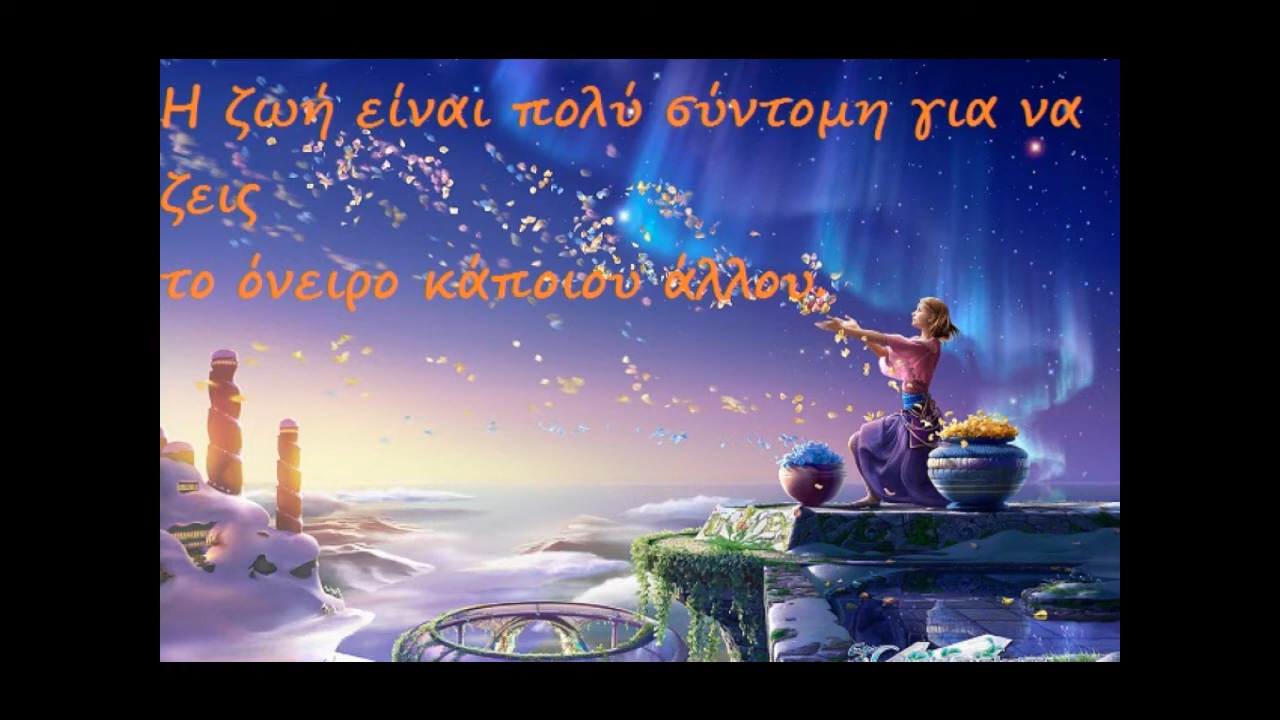 Η ζωή είναι πολύ σύντομη για να
ζεις
το όνειρο κάποιου άλλου.